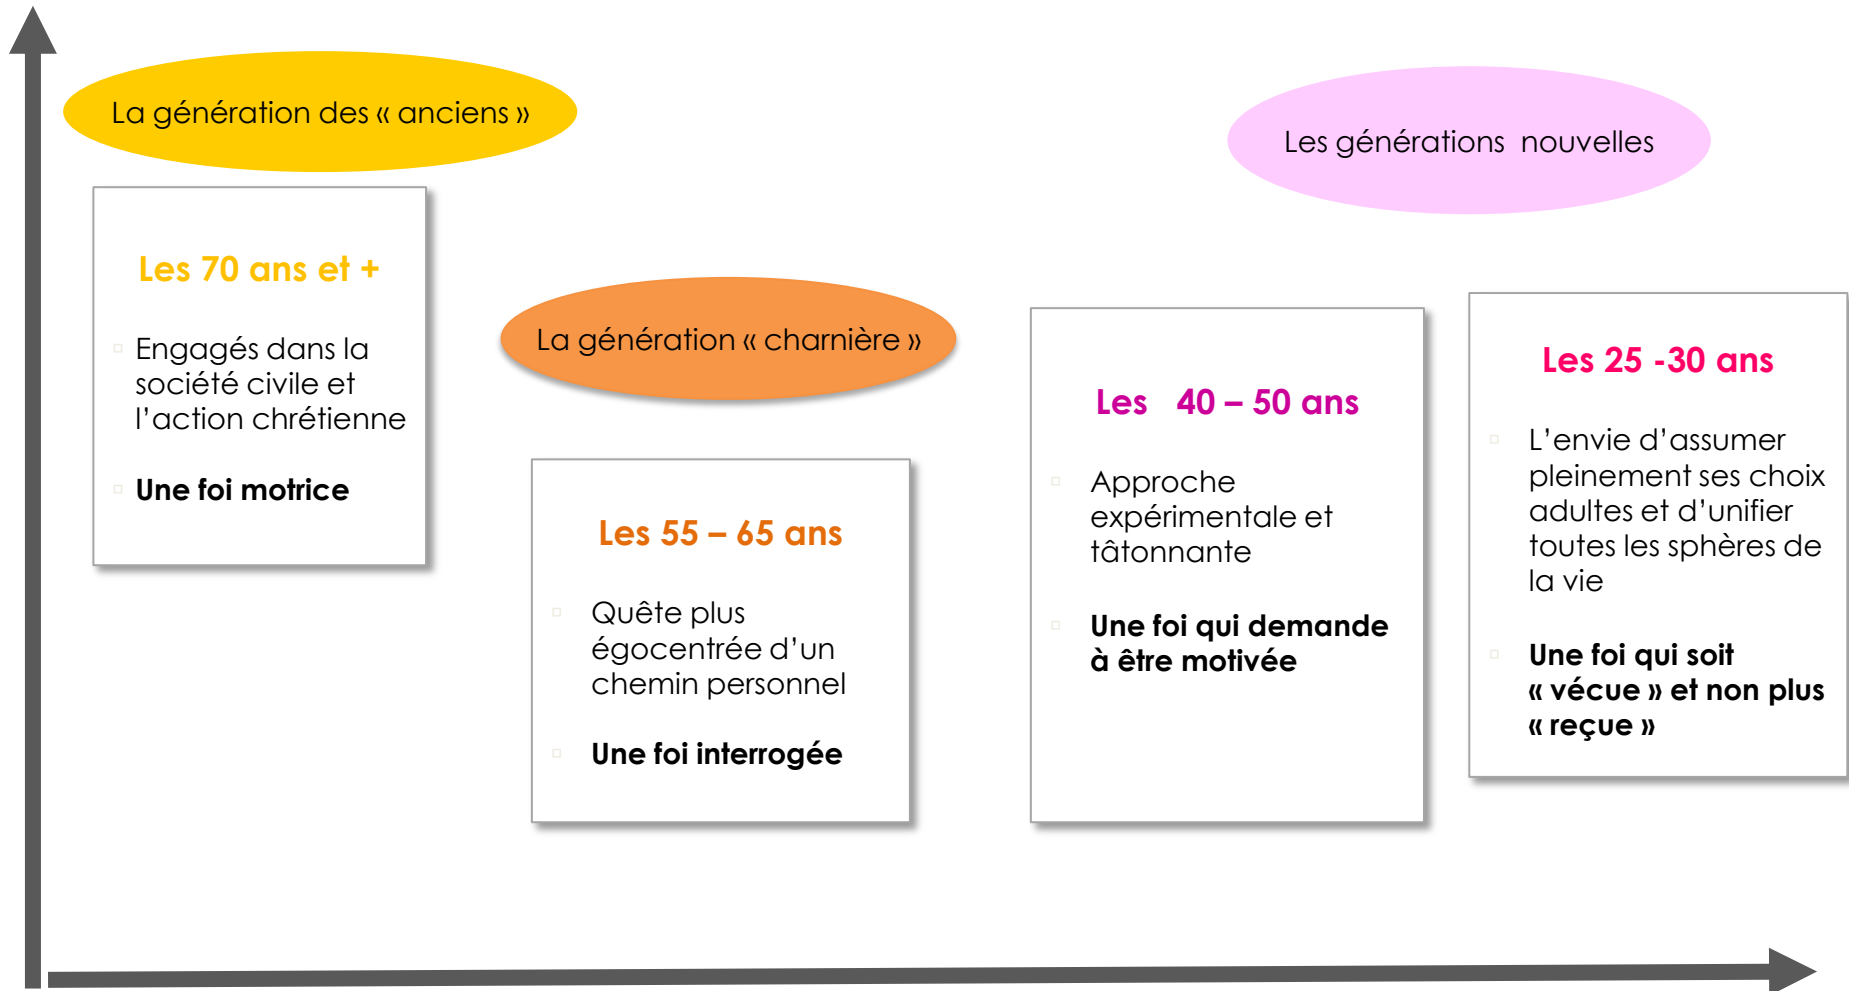 La génération des « anciens »
Les 70 ans et +
Engagés dans la
société civile et
l’action chrétienne
Une foi motrice
La génération « charnière »
Les 55 – 65 ans
Quête plus
égocentrée d’un
chemin personnel
Une foi interrogée
Les générations nouvelles
Les 40 – 50 ans
Approche
expérimentale et
tâtonnante
Une foi qui demande
à être motivée
Les 25 -30 ans
L’envie d’assumer
pleinement ses choix
adultes et d’unifier
toutes les sphères de
la vie
Une foi qui soit
« vécue » et non plus
« reçue »